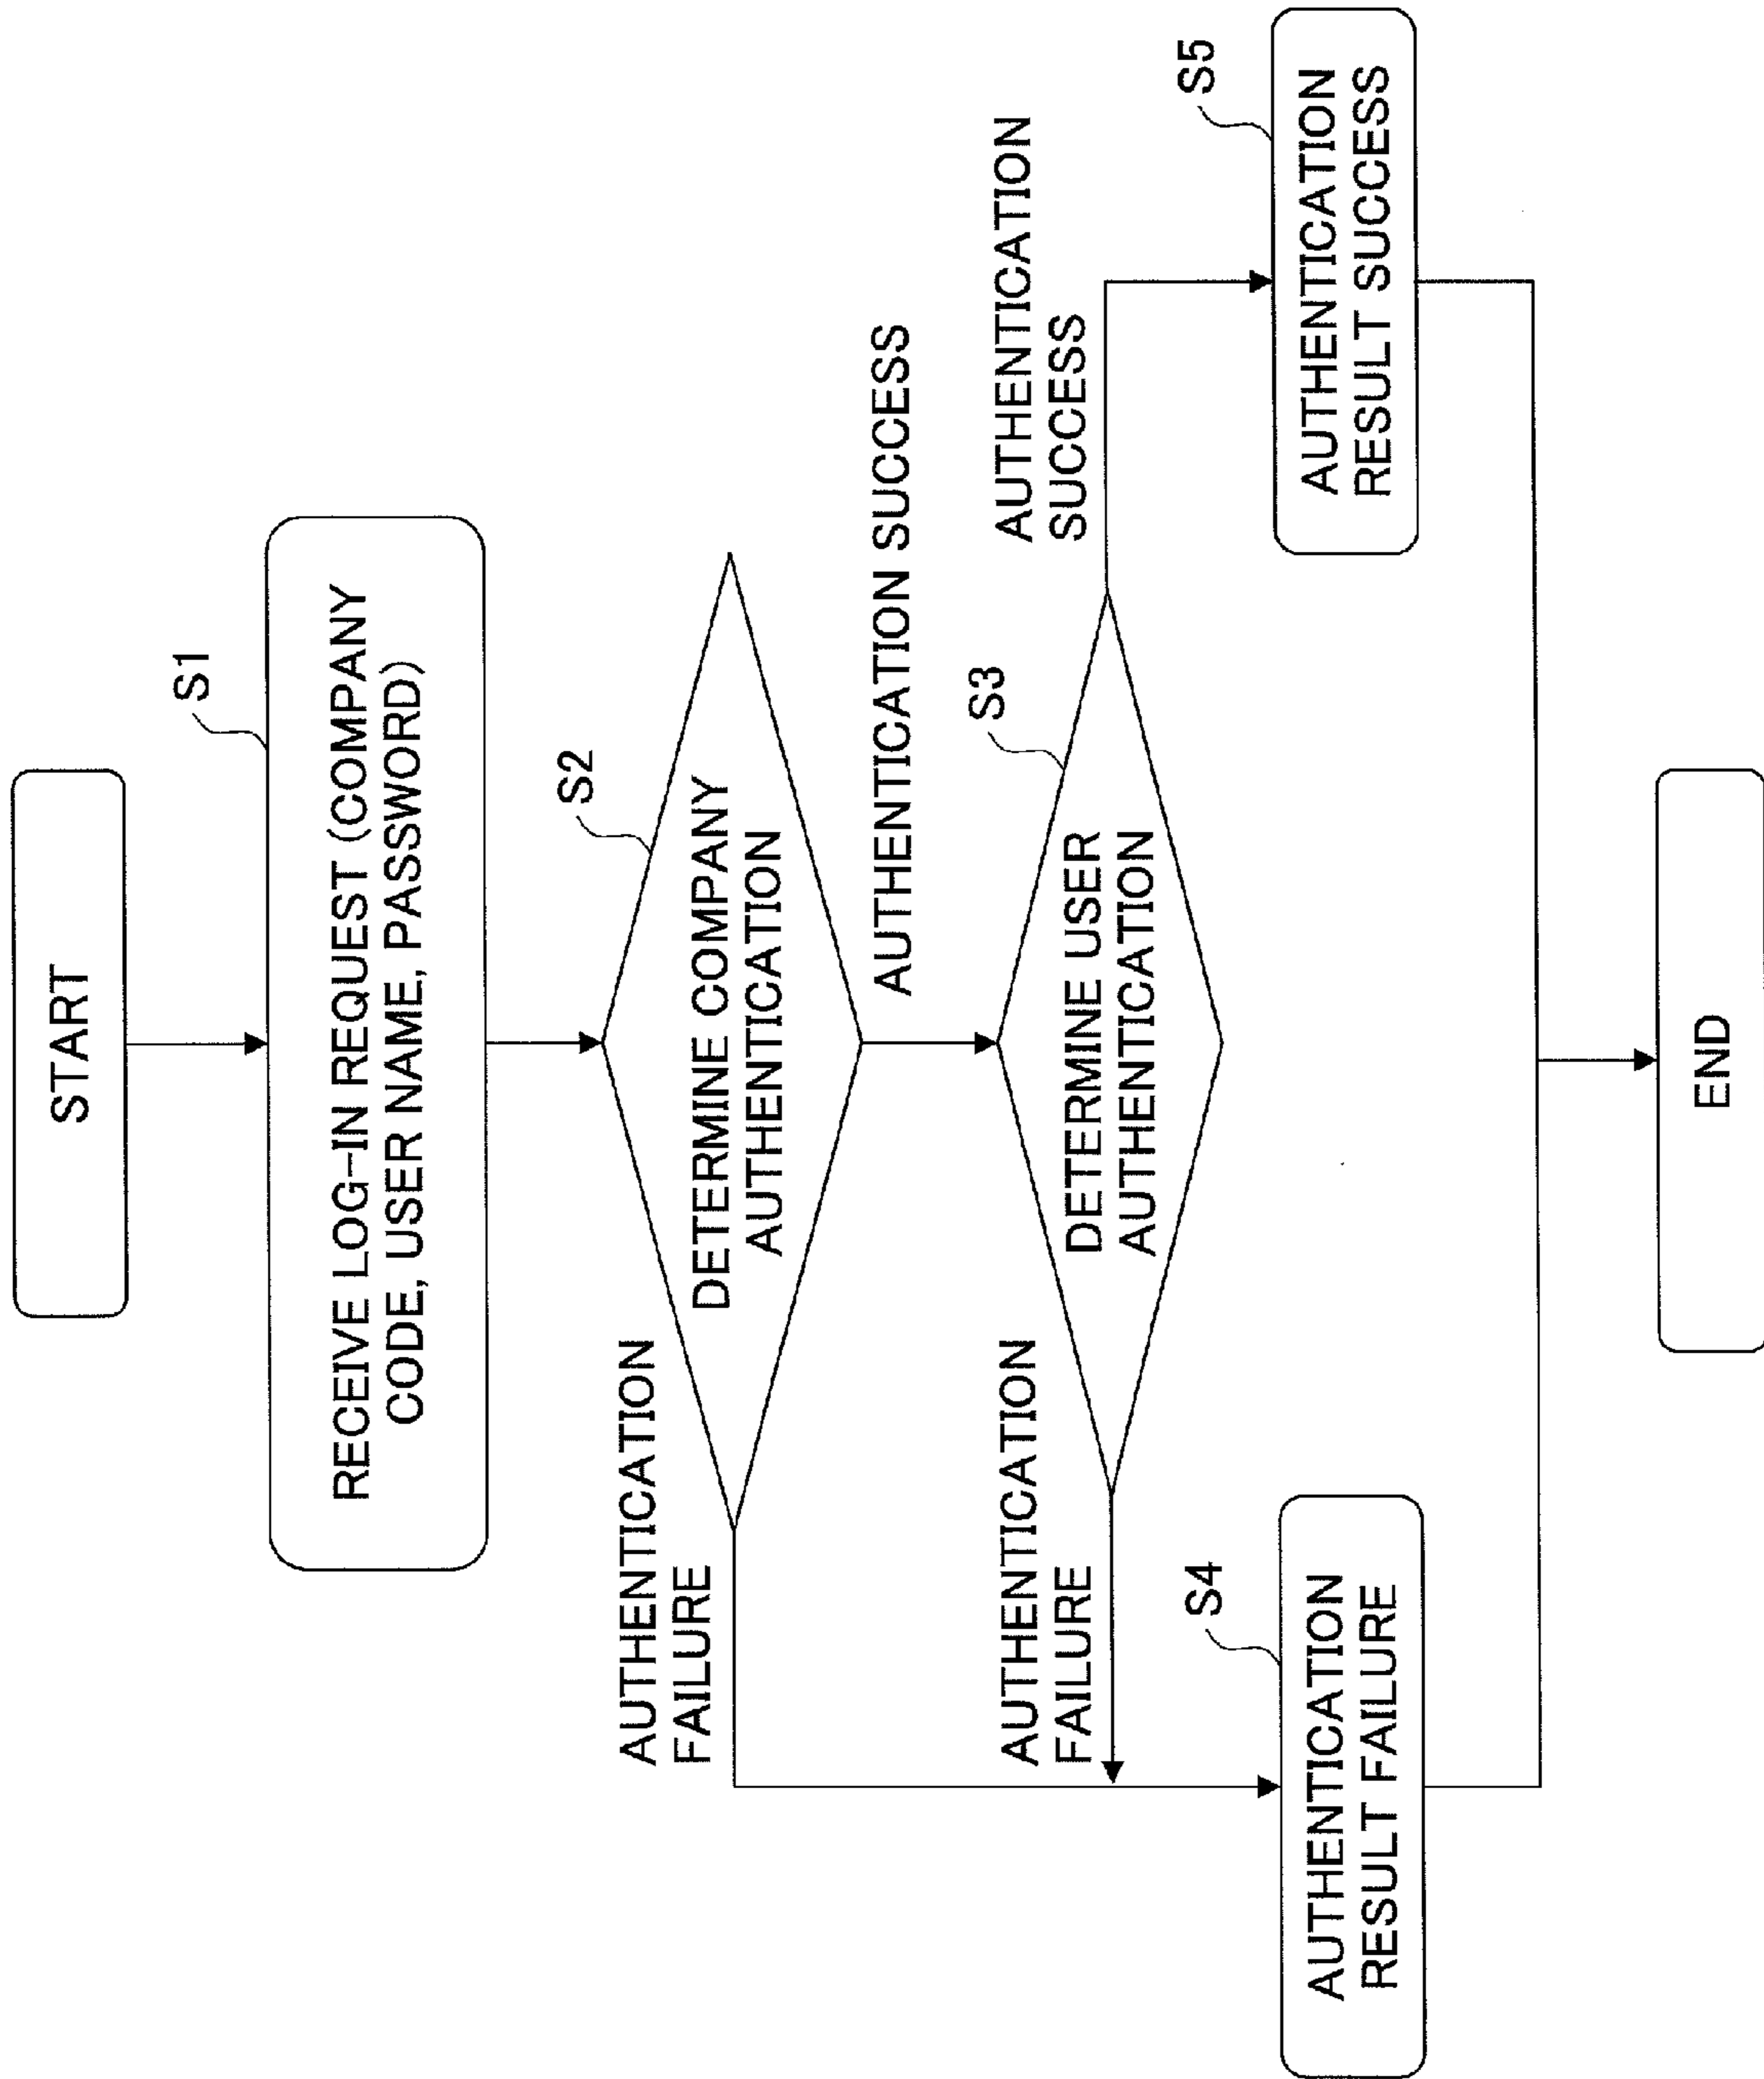 START
S1
RECEIVE LOG-IN REQUEST (COMPANY
CODE, USER NAME, PASSWORD)
S2
DETERMINE COMPANY
AUTHENTICATION
AUTHENTICATION
FAILURE
AUTHENTICATION SUCCESS
S3
DETERMINE USER
AUTHENTICATION
AUTHENTICATION
FAILURE
AUTHENTICATION
SUCCESS
S4
AUTHENTICATION
RESULT FAILURE
S5
AUTHENTICATION
RESULT SUCCESS
END